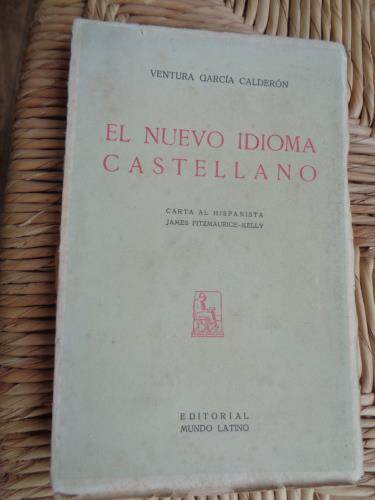 VENTURA GARCÍA CALDERÓN
EL NUEVO IDIOMA
CASTELLANO
CARTA AL HISPANISTA
JAMES FITZMAURICE-KELLY
EDITORIAL
MUNDO LATINO